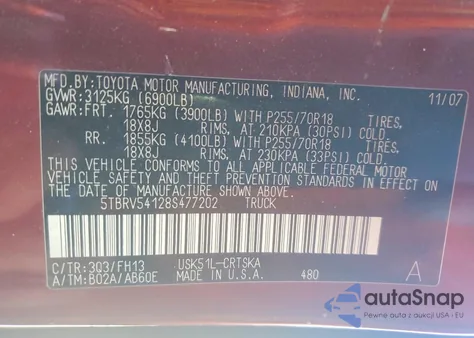 MFD.BY:TOYOTA MOTOR MANUFACTURING, INDIANA, INC.
GVWR:3125KG (6900LB) 11/07
GAWR:FRT. 1765KG (3900LB) WITH P255/70R18 TIRES,
18X8J RIMS, AT 210KPA (30PSI) COLD.
RR. 1855KG (4100LB) WITH P255/70R18 TIRES,
18X8J RIMS, AT 230KPA (33PSI) COLD.
THIS VEHICLE CONFORMS TO ALL APPLICABLE FEDERAL MOTOR
VEHICLE SAFETY AND THEFT PREVENTION STANDARDS IN EFFECT
ON THE DATE OF MANUFACTURE SHOWN ABOVE.
5TBRV54128S477202 TRUCK
C/TR:3Q3/FH13 USK51L-CRTSKA
A/TM:B02A/AB60E MADE IN U.S.A. 480 A
autaSnap
Pewne auta z USA i Europy